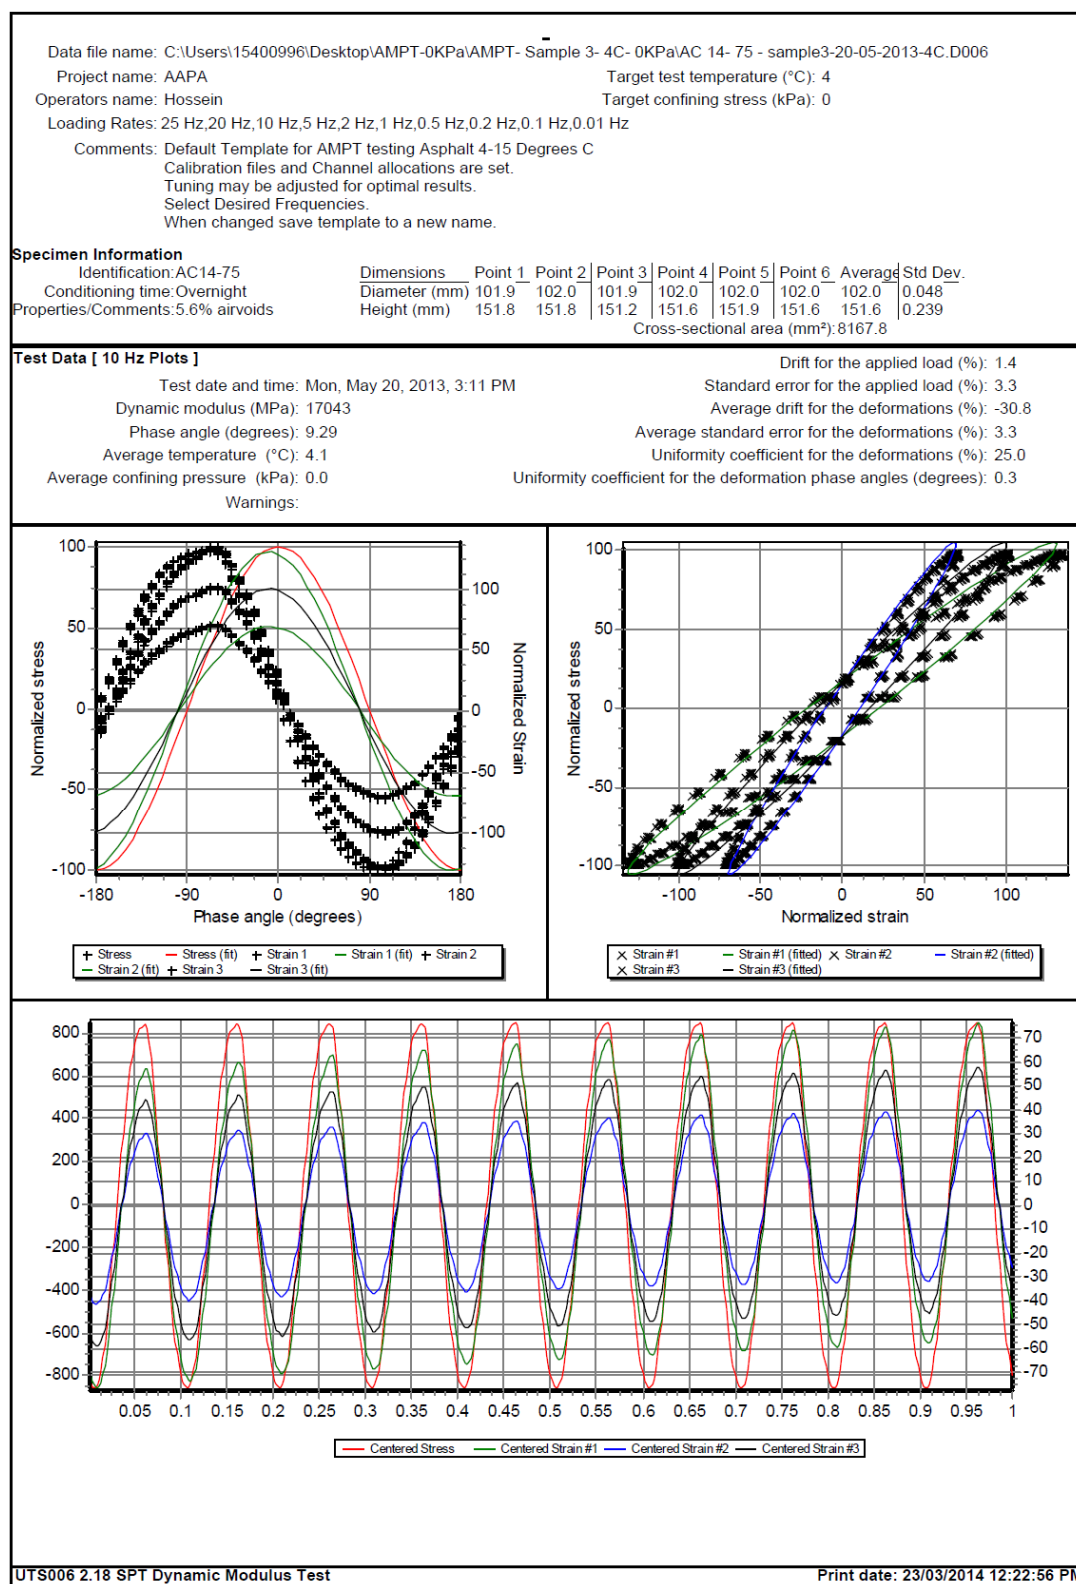 Data file name: C:\Users\15400996\Desktop\AMPT-0KPa\AMPT- Sample 3- 4C- 0KPa\AC 14- 75 - sample3-20-05-2013-4C.D006
Project name: AAPA Target test temperature (°C): 4
Operators name: Hossein Target confining stress (kPa): 0
Loading Rates: 25 Hz,20 Hz,10 Hz,5 Hz,2 Hz,1 Hz,0.5 Hz,0.2 Hz,0.1 Hz,0.01 Hz
Comments: Default Template for AMPT testing Asphalt 4-15 Degrees C
Calibration files and Channel allocations are set.
Tuning may be adjusted for optimal results.
Select Desired Frequencies.
When changed save template to a new name.
Specimen Information
Identification: AC14-75 Dimensions Point 1 Point 2 Point 3 Point 4 Point 5 Point 6 Average Std Dev.
Conditioning time: Overnight Diameter (mm) 101.9 102.0 101.9 102.0 102.0 102.0 102.0 0.048
Properties/Comments: 5.6% airvoids Height (mm) 151.8 151.8 151.2 151.6 151.9 151.6 151.6 0.239
Cross-sectional area (mm²): 8167.8
Test Data [ 10 Hz Plots ] Drift for the applied load (%): 1.4
Test date and time: Mon, May 20, 2013, 3:11 PM Standard error for the applied load (%): 3.3
Dynamic modulus (MPa): 17043 Average drift for the deformations (%): -30.8
Phase angle (degrees): 9.29 Average standard error for the deformations (%): 3.3
Average temperature (°C): 4.1 Uniformity coefficient for the deformations (%): 25.0
Average confining pressure (kPa): 0.0 Uniformity coefficient for the deformation phase angles (degrees): 0.3
Warnings:
100 50 0 -50 -100
Normalized stress
100 50 0 -50 -100
Normalized Strain
-180 -90 0 90 180
Phase angle (degrees)
Stress Stress (fit) Strain 1 Strain 1 (fit) Strain 2
Strain 2 (fit) Strain 3 Strain 3 (fit)
100 50 0 -50 -100
Normalized stress
-100 -50 0 50 100
Normalized strain
Strain #1 Strain #1 (fitted) Strain #2 Strain #2 (fitted)
Strain #3 Strain #3 (fitted)
800 600 400 200 0 -200 -400 -600 -800
70 60 50 40 30 20 10 0 -10 -20 -30 -40 -50 -60 -70
0.05 0.1 0.15 0.2 0.25 0.3 0.35 0.4 0.45 0.5 0.55 0.6 0.65 0.7 0.75 0.8 0.85 0.9 0.95 1
Centered Stress Centered Strain #1 Centered Strain #2 Centered Strain #3
UTS006 2.18 SPT Dynamic Modulus Test Print date: 23/03/2014 12:22:56 PM